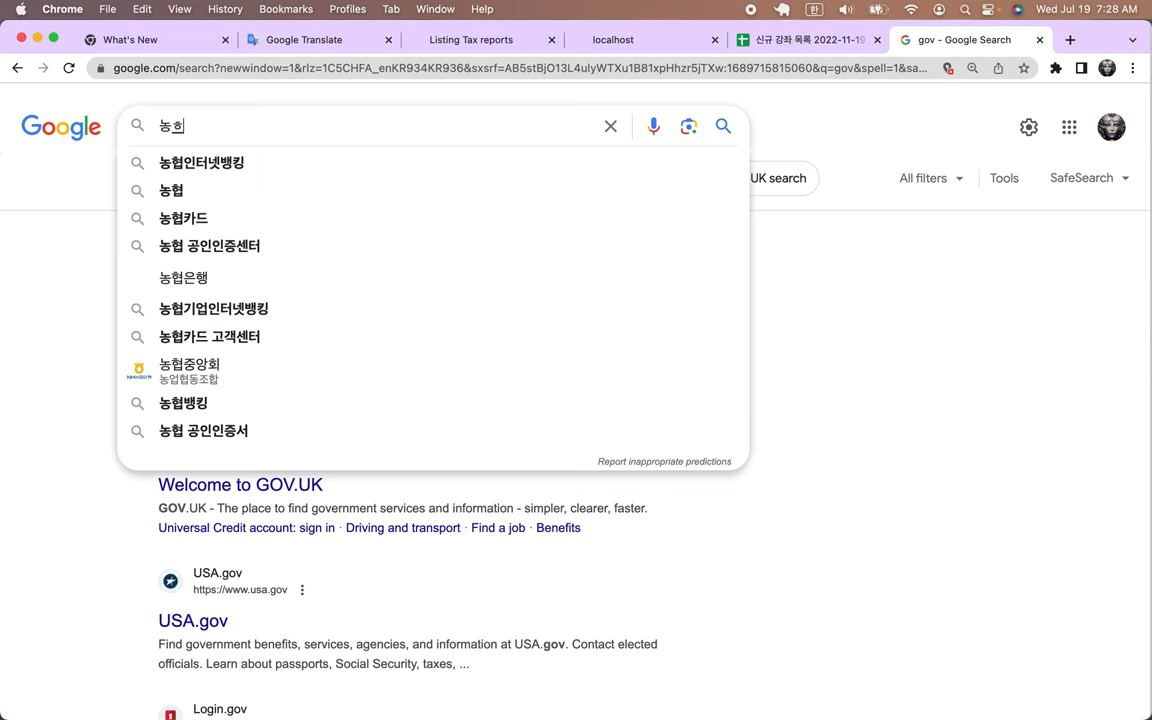 Chrome File Edit View History Bookmarks Profiles Tab Window Help 한 Wed Jul 19 7:28 AM
What's New Google Translate Listing Tax reports localhost 신규 강좌 목록 2022-11-19 gov - Google Search
google.com/search?newwindow=1&rlz=1C5CHFA_enKR934KR936&sxsrf=AB5stBjO13L4ulyWTXu1B81xpHhzr5jTXw:1689715815060&q=gov&spell=1&sa...
Google 농희
농협인터넷뱅킹
농협
UK search All filters Tools SafeSearch
농협카드
농협 공인인증센터
농협은행
농협기업인터넷뱅킹
농협카드 고객센터
농협중앙회
농업협동조합
농협뱅킹
농협 공인인증서
Report inappropriate predictions
Welcome to GOV.UK
GOV.UK - The place to find government services and information - simpler, clearer, faster.
Universal Credit account: sign in · Driving and transport · Find a job · Benefits
USA.gov
https://www.usa.gov
USA.gov
Find government benefits, services, agencies, and information at USA.gov. Contact elected
officials. Learn about passports, Social Security, taxes, ...
Login.gov